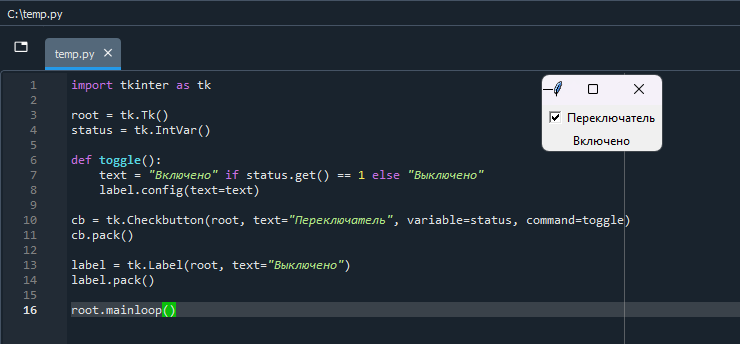 C:\temp.py
temp.py
1 import tkinter as tk
2
3 root = tk.Tk()
4 status = tk.IntVar()
5
6 def toggle():
7     text = "Включено" if status.get() == 1 else "Выключено"
8     label.config(text=text)
9
10 cb = tk.Checkbutton(root, text="Переключатель", variable=status, command=toggle)
11 cb.pack()
12
13 label = tk.Label(root, text="Выключено")
14 label.pack()
15
16 root.mainloop()
Переключатель
Включено